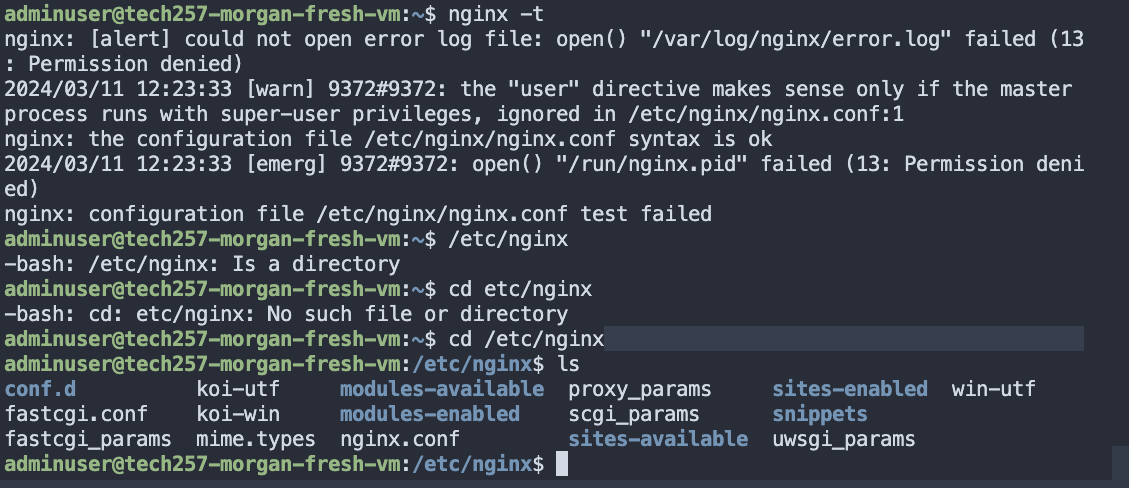 adminuser@tech257-morgan-fresh-vm:~$ nginx -t
nginx: [alert] could not open error log file: open() "/var/log/nginx/error.log" failed (13
: Permission denied)
2024/03/11 12:23:33 [warn] 9372#9372: the "user" directive makes sense only if the master
process runs with super-user privileges, ignored in /etc/nginx/nginx.conf:1
nginx: the configuration file /etc/nginx/nginx.conf syntax is ok
2024/03/11 12:23:33 [emerg] 9372#9372: open() "/run/nginx.pid" failed (13: Permission deni
ed)
nginx: configuration file /etc/nginx/nginx.conf test failed
adminuser@tech257-morgan-fresh-vm:~$ /etc/nginx
-bash: /etc/nginx: Is a directory
adminuser@tech257-morgan-fresh-vm:~$ cd etc/nginx
-bash: cd: etc/nginx: No such file or directory
adminuser@tech257-morgan-fresh-vm:~$ cd /etc/nginx
adminuser@tech257-morgan-fresh-vm:/etc/nginx$ ls
conf.d koi-utf modules-available proxy_params sites-enabled win-utf
fastcgi.conf koi-win modules-enabled scgi_params snippets
fastcgi_params mime.types nginx.conf sites-available uwsgi_params
adminuser@tech257-morgan-fresh-vm:/etc/nginx$